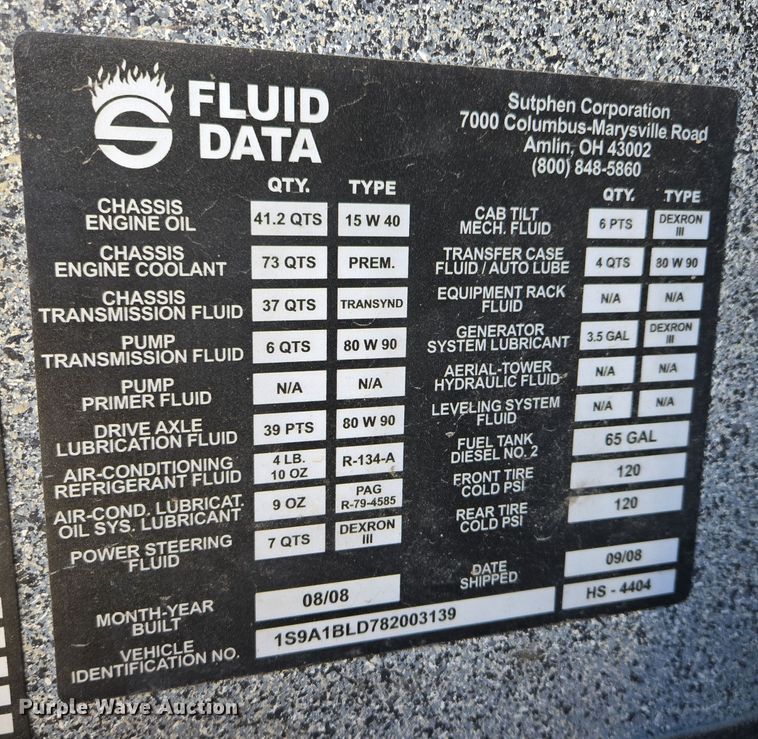 FLUID
DATA
Sutphen Corporation
7000 Columbus-Marysville Road
Amlin, OH 43002
(800) 848-5860
QTY. TYPE
CHASSIS
ENGINE OIL
41.2 QTS 15 W 40
CHASSIS
ENGINE COOLANT
73 QTS PREM.
CHASSIS
TRANSMISSION FLUID
37 QTS TRANSYND
PUMP
TRANSMISSION FLUID
6 QTS 80 W 90
PUMP
PRIMER FLUID
N/A N/A
DRIVE AXLE
LUBRICATION FLUID
39 PTS 80 W 90
AIR-CONDITIONING
REFRIGERANT FLUID
4 LB.
10 OZ
R-134-A
AIR-COND. LUBRICAT.
OIL SYS. LUBRICANT
9 OZ
PAG
R-79-4585
POWER STEERING
FLUID
7 QTS
DEXRON
III
QTY. TYPE
CAB TILT
MECH. FLUID
6 PTS
DEXRON
III
TRANSFER CASE
FLUID / AUTO LUBE
4 QTS 80 W 90
EQUIPMENT RACK
FLUID
N/A N/A
GENERATOR
SYSTEM LUBRICANT
3.5 GAL
DEXRON
III
AERIAL-TOWER
HYDRAULIC FLUID
N/A N/A
LEVELING SYSTEM
FLUID
N/A N/A
FUEL TANK
DIESEL NO. 2
65 GAL
FRONT TIRE
COLD PSI
120
REAR TIRE
COLD PSI
120
MONTH-YEAR
BUILT
08/08
DATE
SHIPPED
09/08
VEHICLE
IDENTIFICATION NO.
1S9A1BLD782003139
HS - 4404
Purple Wave Auction